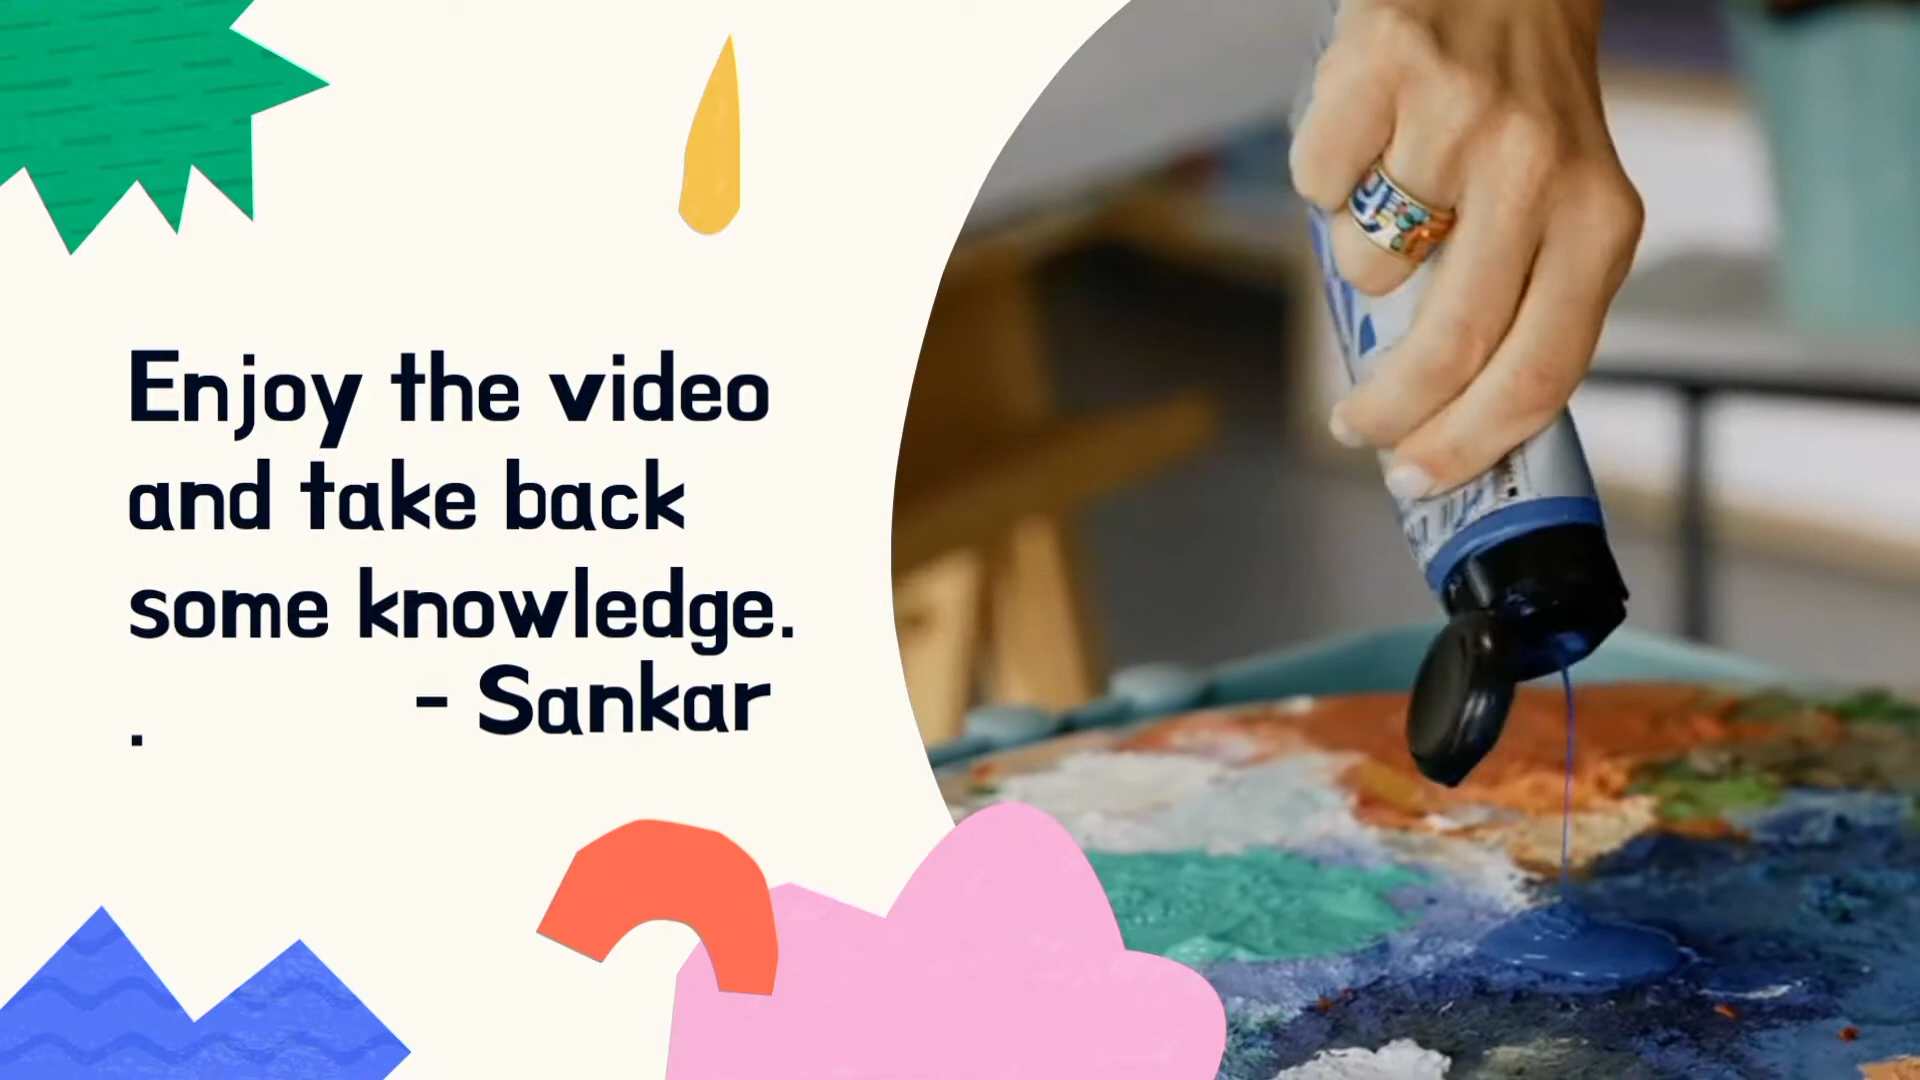 Enjoy the video
and take back
some knowledge.
- Sankar
.